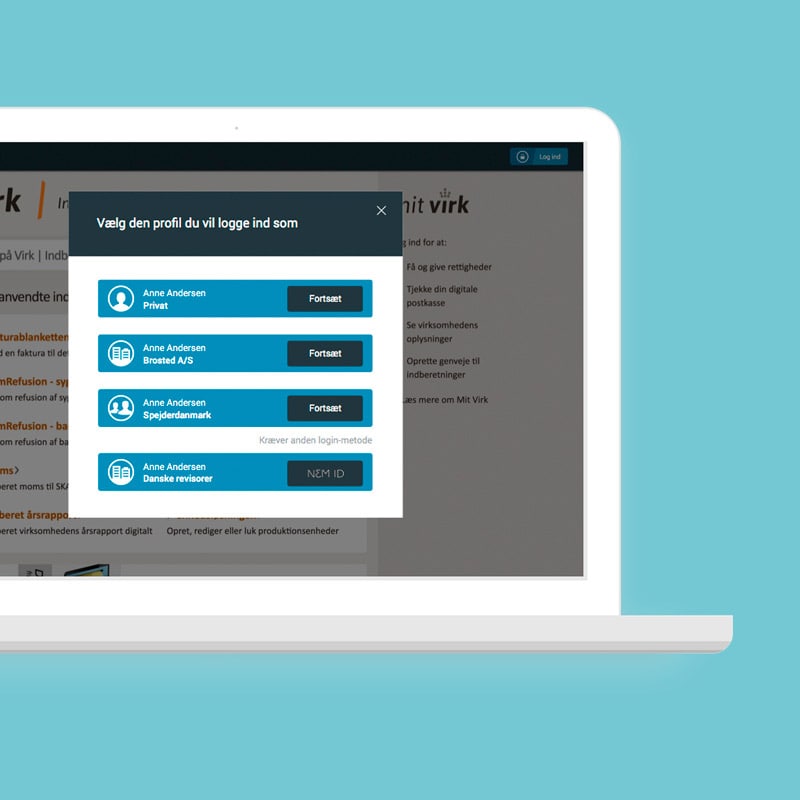 Log ind
rk
mit virk
Vælg den profil du vil logge ind som
på Virk | Indb
g ind for at:
Få og give rettigheder
Tjekke din digitale
postkasse
Se virksomhedens
oplysninger
Oprette genveje til
indberetninger
Læs mere om Mit Virk
anvendte ind
turablanketten
d en faktura til de
mRefusion - syg
om refusion af syg
mRefusion - ba
om refusion af ba
ms
eret moms til SKA
beret årsrappo
beret virksomhedens årsrapport digitalt
Opret, rediger eller luk produktionsenheder
Anne Andersen
Privat
Fortsæt
Anne Andersen
Brosted A/S
Fortsæt
Anne Andersen
Spejderdanmark
Fortsæt
Kræver anden login-metode
Anne Andersen
Danske revisorer
NEM ID